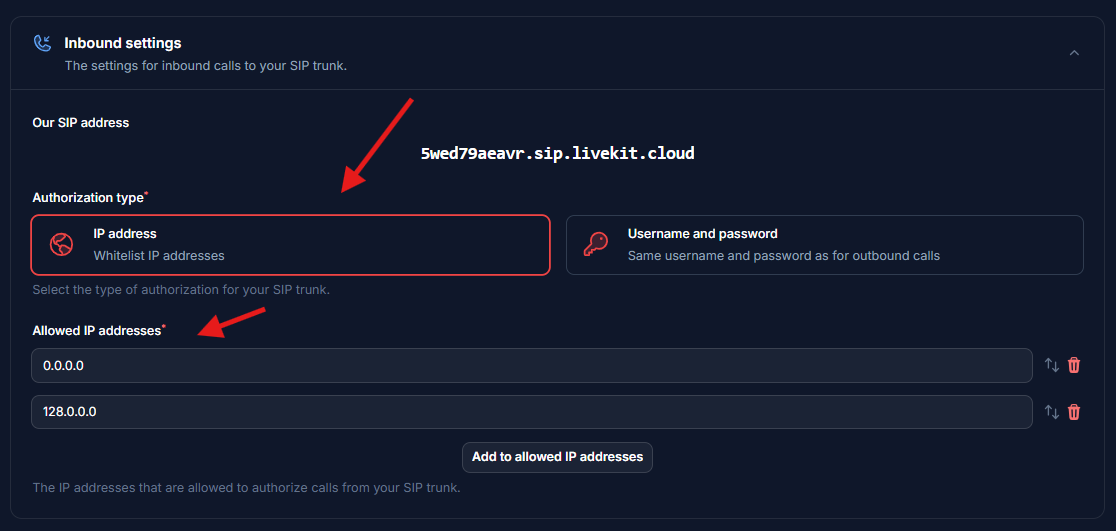 Inbound settings
The settings for inbound calls to your SIP trunk.
Our SIP address
5wed79aeavr.sip.livekit.cloud
Authorization type*
IP address
Whitelist IP addresses
Username and password
Same username and password as for outbound calls
Select the type of authorization for your SIP trunk.
Allowed IP addresses*
0.0.0.0
128.0.0.0
Add to allowed IP addresses
The IP addresses that are allowed to authorize calls from your SIP trunk.